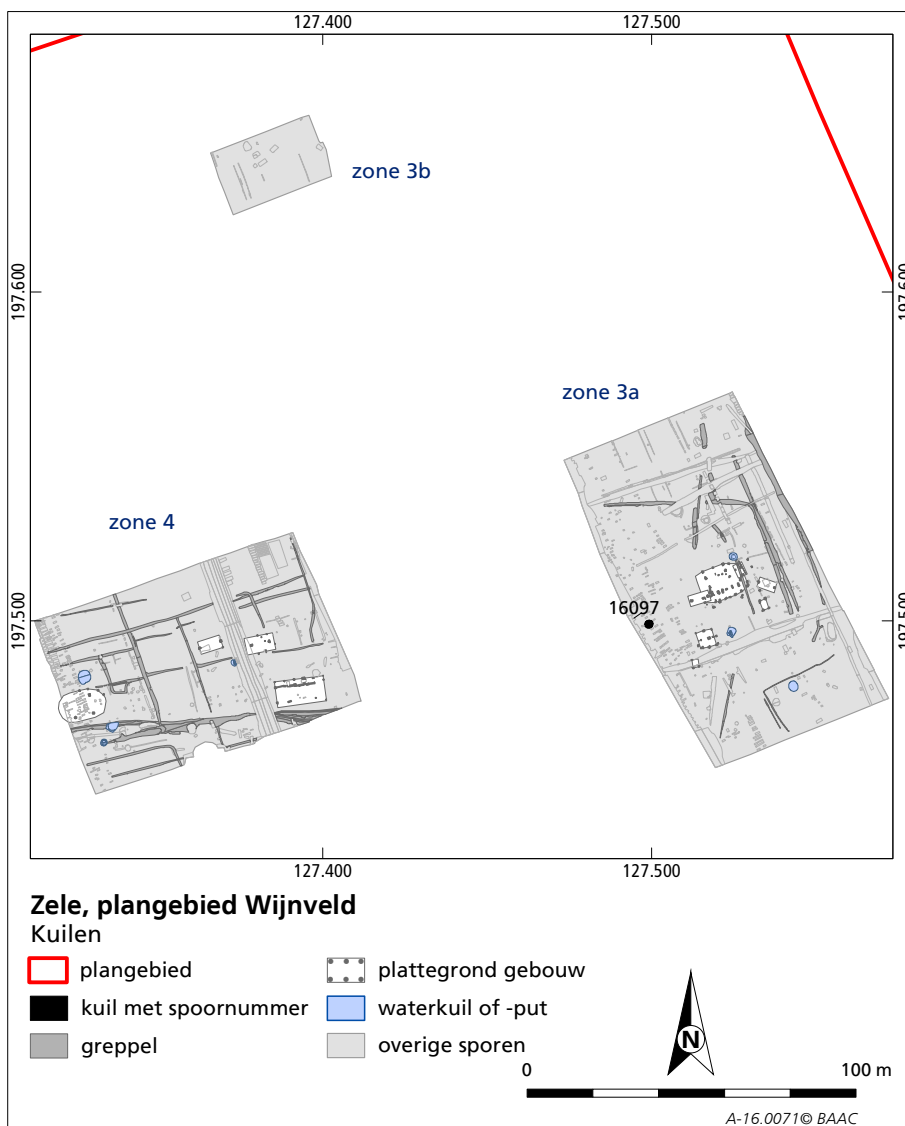 127.400
127.500
zone 3b
197.600
197.600
zone 3a
zone 4
16097
197.500
197.500
127.400
127.500
Zele, plangebied Wijnveld
Kuilen
plangebied
plattegrond gebouw
kuil met spoornummer
waterkuil of -put
greppel
overige sporen
N
0
100 m
A-16.0071© BAAC